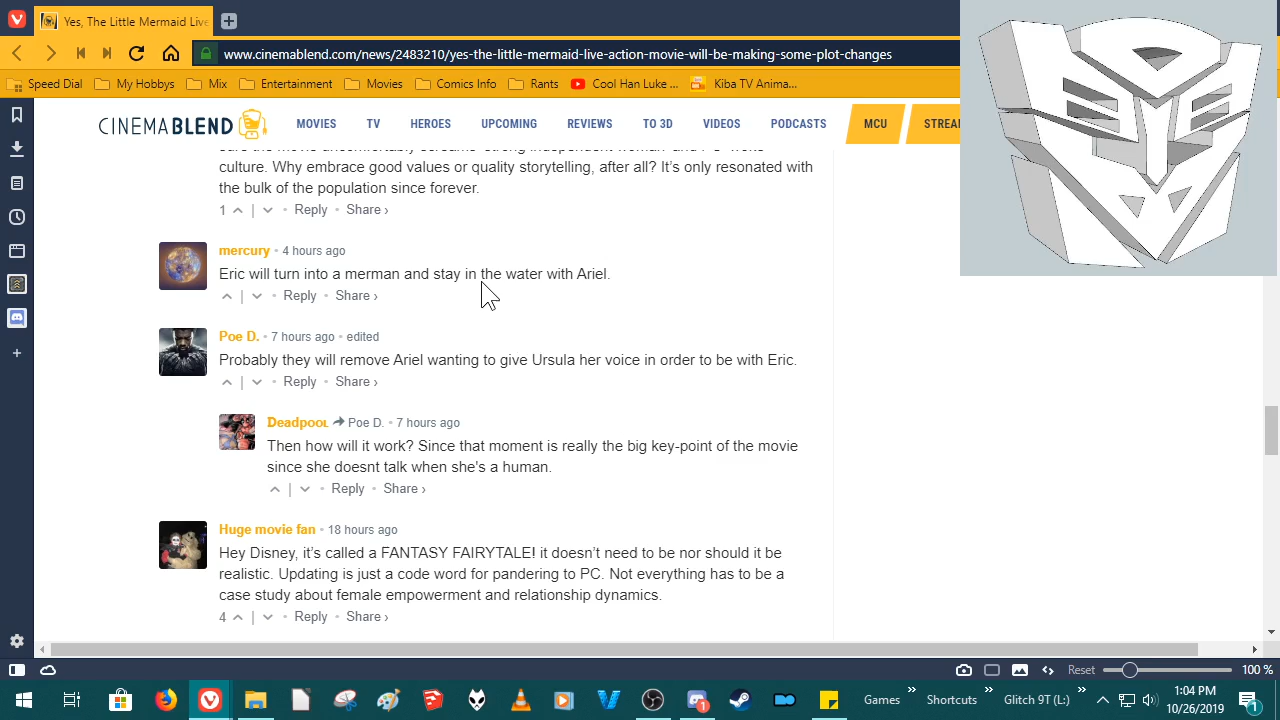 Yes, The Little Mermaid Live
www.cinemablend.com/news/2483210/yes-the-little-mermaid-live-action-movie-will-be-making-some-plot-changes
Speed Dial My Hobbys Mix Entertainment Movies Comics Info Rants Cool Han Luke ... Kiba TV Anima...
CINEMABLEND MOVIES TV HEROES UPCOMING REVIEWS TO 3D VIDEOS PODCASTS MCU STREAM
culture. Why embrace good values or quality storytelling, after all? It's only resonated with
the bulk of the population since forever.
1 | • Reply • Share ›
mercury • 4 hours ago
Eric will turn into a merman and stay in the water with Ariel.
| • Reply • Share ›
Poe D. • 7 hours ago • edited
Probably they will remove Ariel wanting to give Ursula her voice in order to be with Eric.
| • Reply • Share ›
Deadpool Poe D. • 7 hours ago
Then how will it work? Since that moment is really the big key-point of the movie
since she doesnt talk when she's a human.
| • Reply • Share ›
Huge movie fan • 18 hours ago
Hey Disney, it's called a FANTASY FAIRYTALE! it doesn't need to be nor should it be
realistic. Updating is just a code word for pandering to PC. Not everything has to be a
case study about female empowerment and relationship dynamics.
4 | • Reply • Share ›
Reset 100 %
Games » Shortcuts » Glitch 9T (L:) » 1:04 PM
10/26/2019
1
1